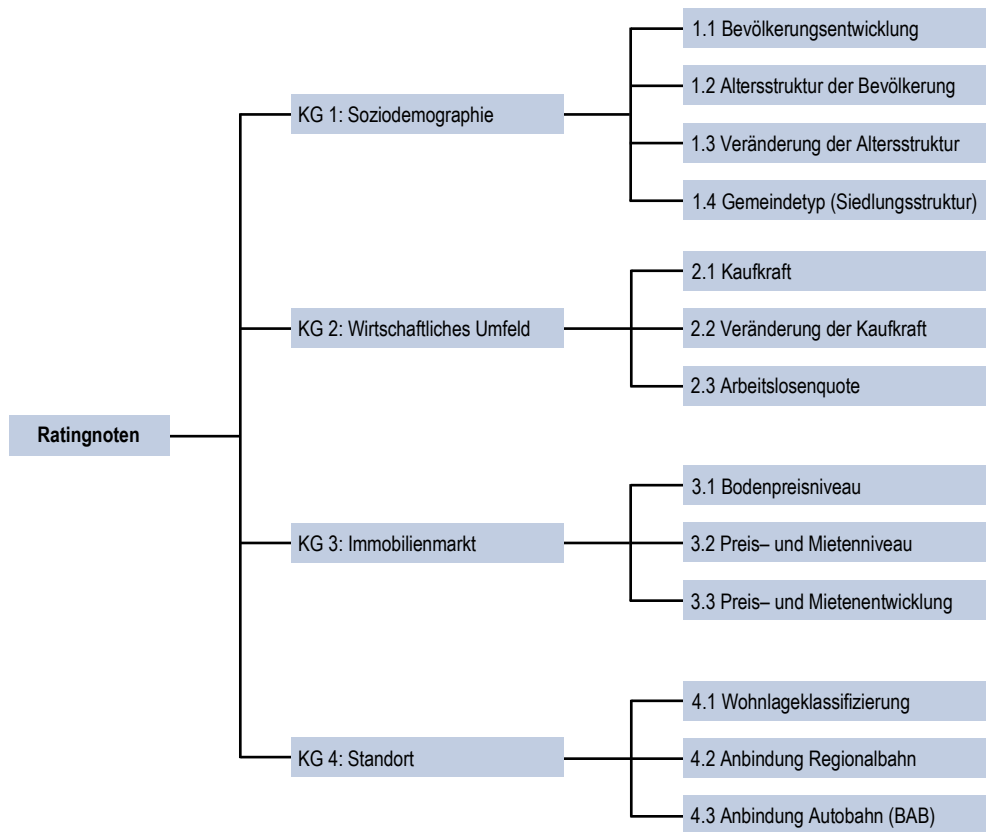 Ratingnoten
KG 1: Soziodemographie
1.1 Bevölkerungsentwicklung
1.2 Altersstruktur der Bevölkerung
1.3 Veränderung der Altersstruktur
1.4 Gemeindetyp (Siedlungsstruktur)
KG 2: Wirtschaftliches Umfeld
2.1 Kaufkraft
2.2 Veränderung der Kaufkraft
2.3 Arbeitslosenquote
KG 3: Immobilienmarkt
3.1 Bodenpreisniveau
3.2 Preis– und Mietenniveau
3.3 Preis– und Mietenentwicklung
KG 4: Standort
4.1 Wohnlageklassifizierung
4.2 Anbindung Regionalbahn
4.3 Anbindung Autobahn (BAB)